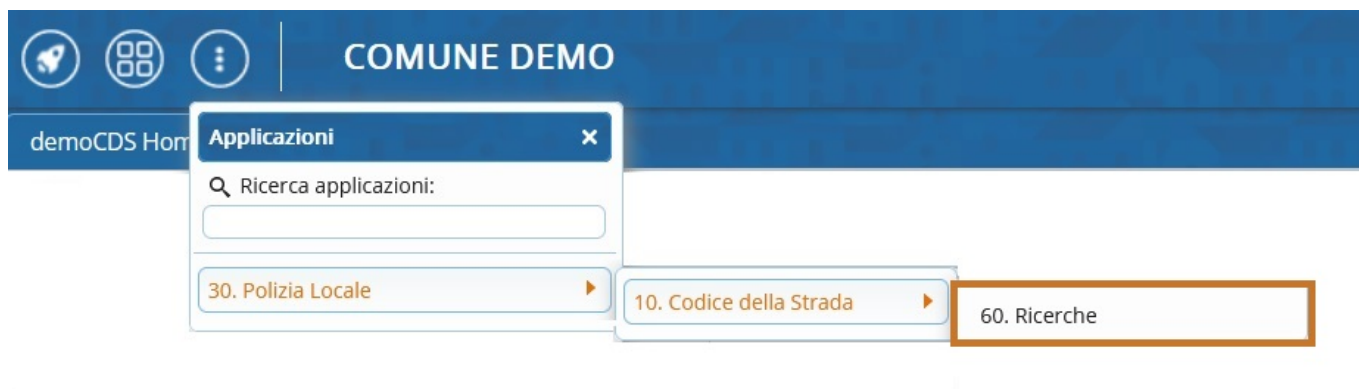 COMUNE DEMO
demoCDS Hom
Applicazioni
Ricerca applicazioni:
30. Polizia Locale
10. Codice della Strada
60. Ricerche